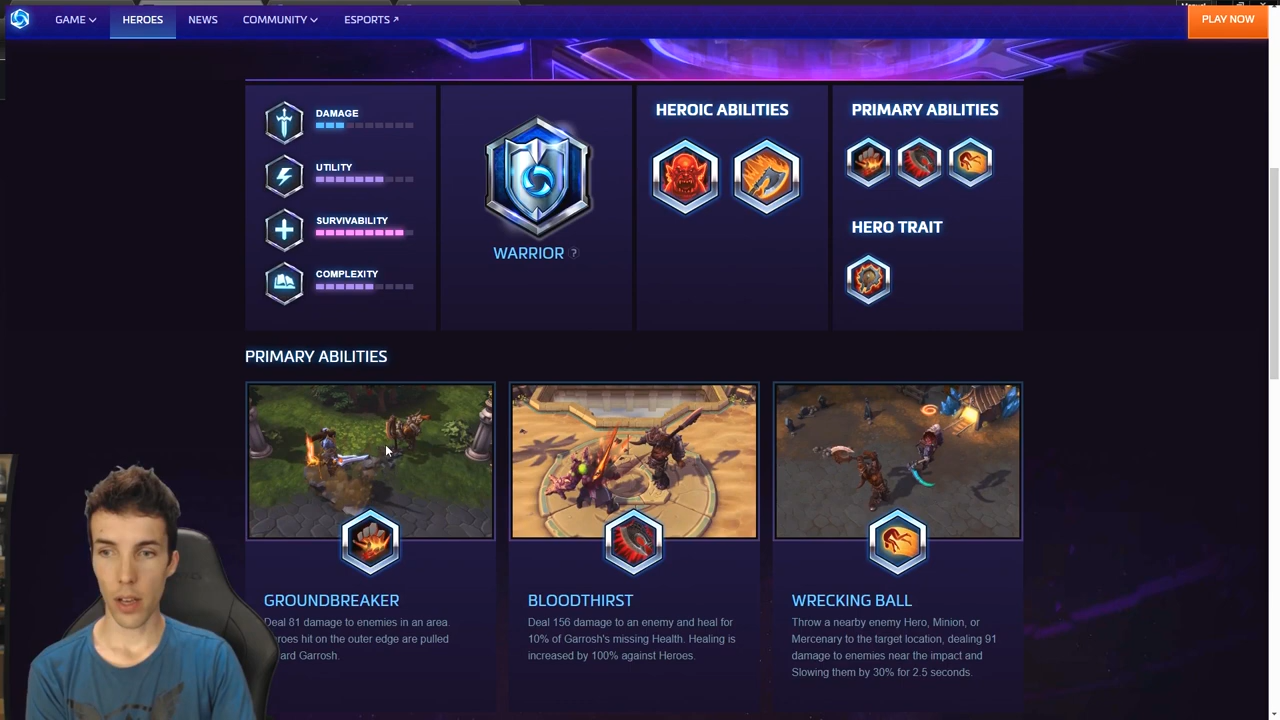 GAME
HEROES
NEWS
COMMUNITY
ESPORTS
PLAY NOW
DAMAGE
UTILITY
SURVIVABILITY
COMPLEXITY
WARRIOR ?
HEROIC ABILITIES
PRIMARY ABILITIES
HERO TRAIT
PRIMARY ABILITIES
GROUNDBREAKER
Deal 81 damage to enemies in an area.
hit on the outer edge are pulled
Garrosh.
BLOODTHIRST
Deal 156 damage to an enemy and heal for
10% of Garrosh's missing Health. Healing is
increased by 100% against Heroes.
WRECKING BALL
Throw a nearby enemy Hero, Minion, or
Mercenary to the target location, dealing 91
damage to enemies near the impact and
Slowing them by 30% for 2.5 seconds.